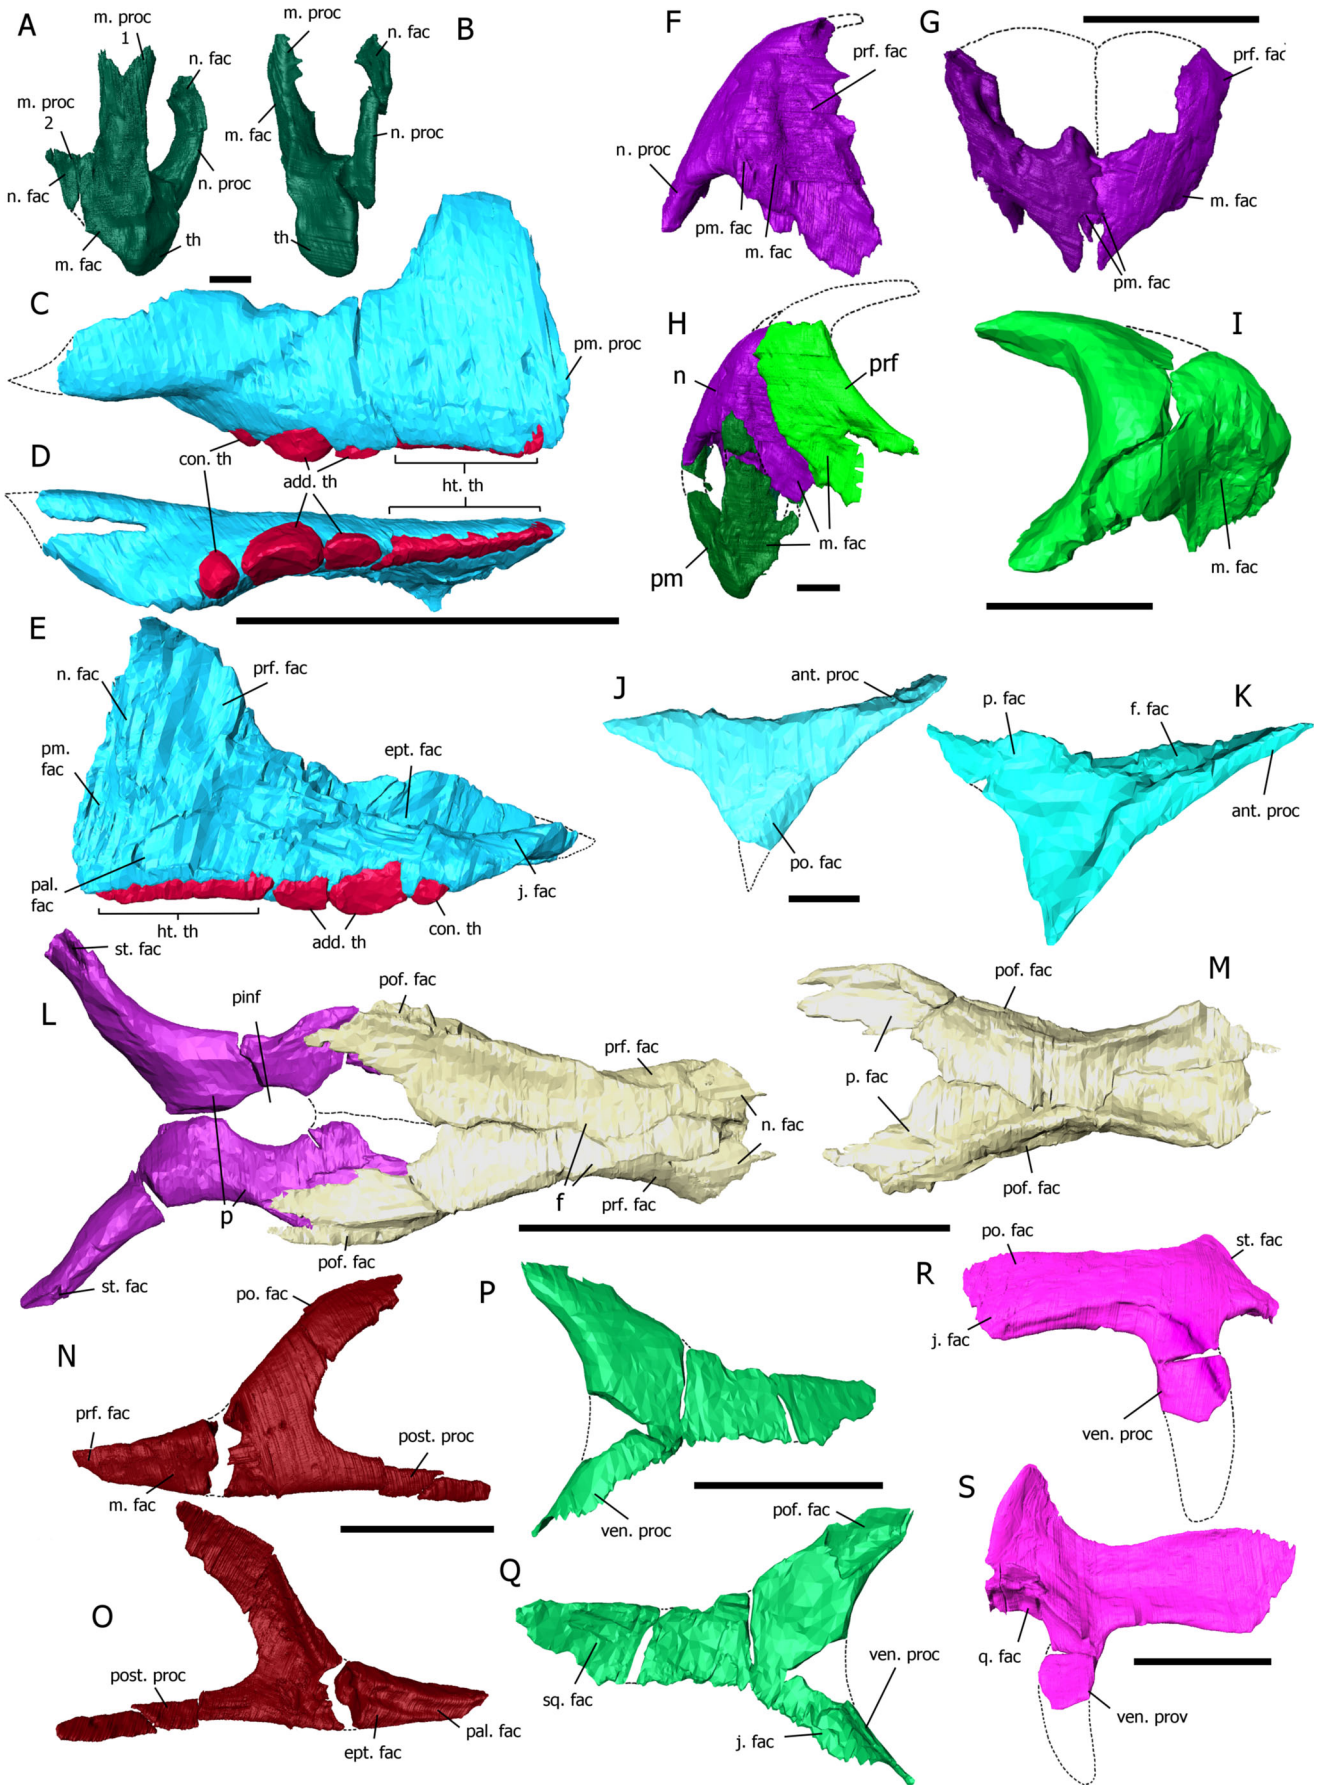 A
m. proc
1
n. fac
m. proc
2
n. fac
n. proc
m. fac
th
B
m. proc
n. fac
m. fac
n. proc
th
C
pm. proc
D
con. th
add. th
ht. th
E
n. fac
prf. fac
ept. fac
pm.
fac
pal.
fac
j. fac
ht. th
add. th
con. th
F
prf. fac
n. proc
pm. fac
m. fac
G
prf. fac
m. fac
pm. fac
H
n
prf
m. fac
pm
I
m. fac
J
ant. proc
po. fac
K
p. fac
f. fac
ant. proc
L
st. fac
pinf
pof. fac
prf. fac
n. fac
p
f
prf. fac
pof. fac
st. fac
M
pof. fac
p. fac
pof. fac
N
po. fac
prf. fac
post. proc
m. fac
O
post. proc
ept. fac
pal. fac
P
ven. proc
Q
pof. fac
ven. proc
sq. fac
j. fac
R
po. fac
st. fac
j. fac
ven. proc
S
q. fac
ven. prov